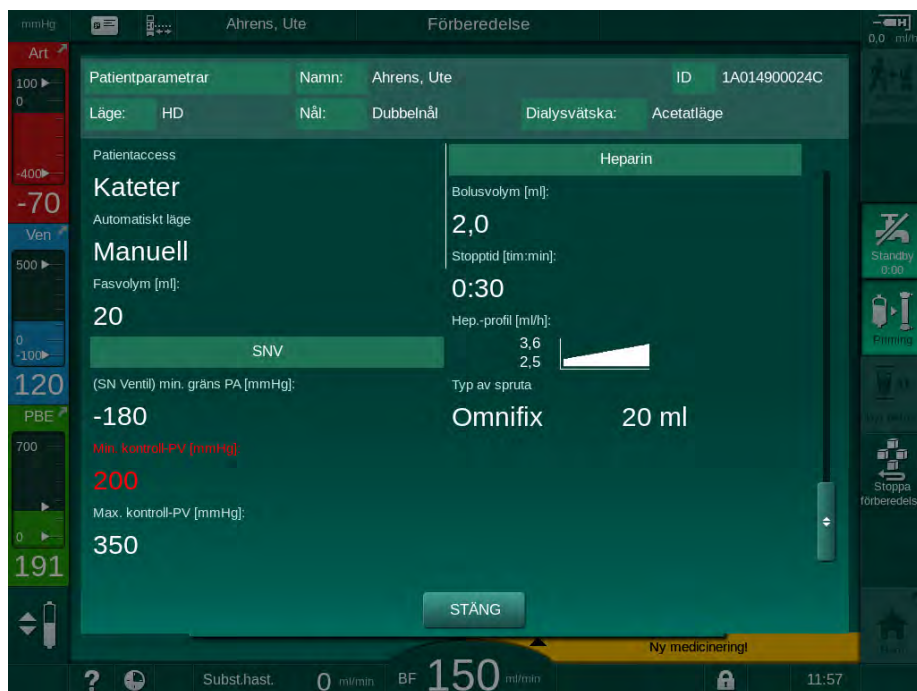 mmHg
Ahrens, Ute
Förberedelse
0,0 ml/h
Art
100
0
-400
-70
Ven
500
0
-100
120
PBE
700
0
191
Patientparametrar
Namn: Ahrens, Ute
ID 1A014900024C
Läge: HD
Nål: Dubbelnål
Dialysvätska: Acetatläge
Patientaccess
Kateter
Automatiskt läge
Manuell
Fasvolym [ml]:
20
SNV
(SN Ventil) min. gräns PA [mmHg]:
-180
Min. kontroll-PV [mmHg]:
200
Max. kontroll-PV [mmHg]:
350
Heparin
Bolusvolym [ml]:
2,0
Stopptid [tim:min]:
0:30
Hep.-profil [ml/h]:
3,6
2,5
Typ av spruta
Omnifix 20 ml
STÄNG
Standby
0:00
Priming
Stoppa
förberedels
Ny medicinering!
?
Subst.hast. 0 ml/min
BF 150 ml/min
11:57